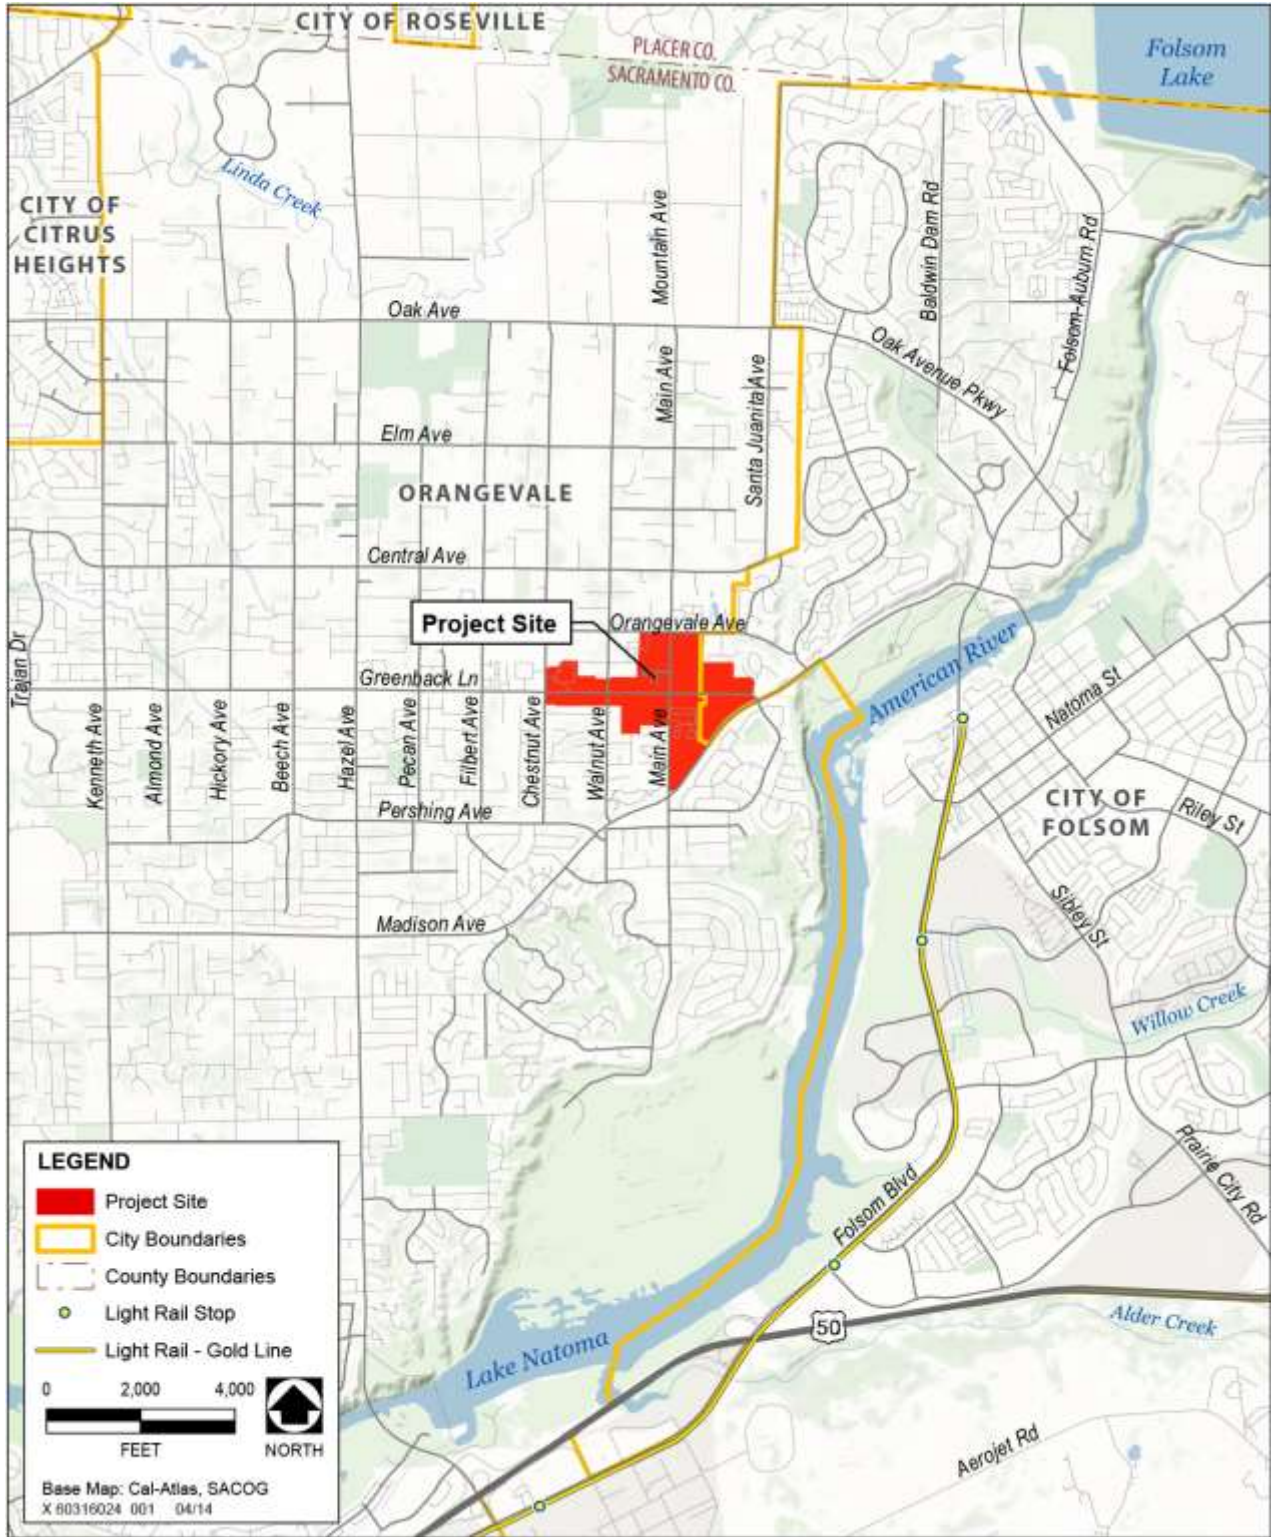 CITY OF ROSEVILLE
PLACER CO.
SACRAMENTO CO.
Folsom
Lake
Linda Creek
CITY OF
CITRUS
HEIGHTS
Mountain Ave
Baldwin Dam Rd
Folsom-Auburn Rd
Oak Ave
Oak Avenue Pkwy
Main Ave
Santa Juanita Ave
Elm Ave
ORANGEVALE
Central Ave
Project Site
Orangevale Ave
American River
Trajan Dr
Greenback Ln
Natoma St
Kenneth Ave
Almond Ave
Hickory Ave
Beech Ave
Hazel Ave
Pecan Ave
Filbert Ave
Chestnut Ave
Walnut Ave
Main Ave
Pershing Ave
CITY OF
FOLSOM
Riley St
Madison Ave
Sibley St
Willow Creek
Prairie City Rd
Folsom Blvd
50
Alder Creek
Lake Natoma
Aerojet Rd
LEGEND
Project Site
City Boundaries
County Boundaries
Light Rail Stop
Light Rail - Gold Line
0 2,000 4,000
FEET
NORTH
Base Map: Cal-Atlas, SACOG
X 60316024 001 04/14